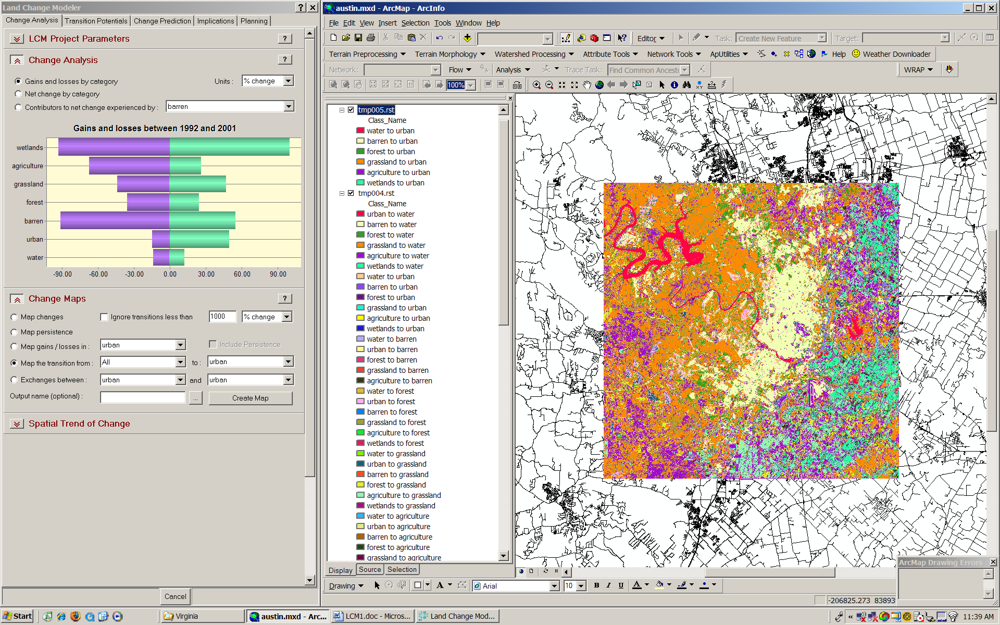 Land Change Modeler
Change Analysis Transition Potentials Change Prediction Implications Planning
LCM Project Parameters ?
Change Analysis ?
Gains and losses by category Units : % change
Net change by category
Contributors to net change experienced by : barren
Gains and losses between 1992 and 2001
wetlands
agriculture
grassland
forest
barren
urban
water
-90.00 -60.00 -30.00 0.00 30.00 60.00 90.00
Change Maps ?
Map changes Ignore transitions less than 1000 % change
Map persistence
Map gains / losses in : urban Include Persistence
Map the transition from : All to : urban
Exchanges between : urban and urban
Output name (optional) : ... Create Map
Spatial Trend of Change
Cancel
austin.mxd - ArcMap - ArcInfo
File Edit View Insert Selection Tools Window Help
Editor Task: Create New Feature Target:
Terrain Preprocessing Terrain Morphology Watershed Processing Attribute Tools Network Tools ApUtilities Help Weather Downloader
Network: Flow Analysis Trace Task: Find Common Ancest WRAP
100%
tmp005.rst
Class_Name
water to urban
barren to urban
forest to urban
grassland to urban
agriculture to urban
wetlands to urban
tmp004.rst
Class_Name
urban to water
barren to water
forest to water
grassland to water
agriculture to water
wetlands to water
water to urban
barren to urban
forest to urban
grassland to urban
agriculture to urban
wetlands to urban
water to barren
urban to barren
forest to barren
grassland to barren
agriculture to barren
water to forest
urban to forest
barren to forest
grassland to forest
agriculture to forest
wetlands to forest
water to grassland
urban to grassland
barren to grassland
forest to grassland
agriculture to grassland
wetlands to grassland
water to agriculture
urban to agriculture
barren to agriculture
forest to agriculture
grassland to agriculture
Display Source Selection
ArcMap Drawing Errors
Drawing A Arial 10 B I U A
-206825.273 83893
Start Virginia austin.mxd - Arc... LCM1.doc - Micros... Land Change Mod... 11:39 AM